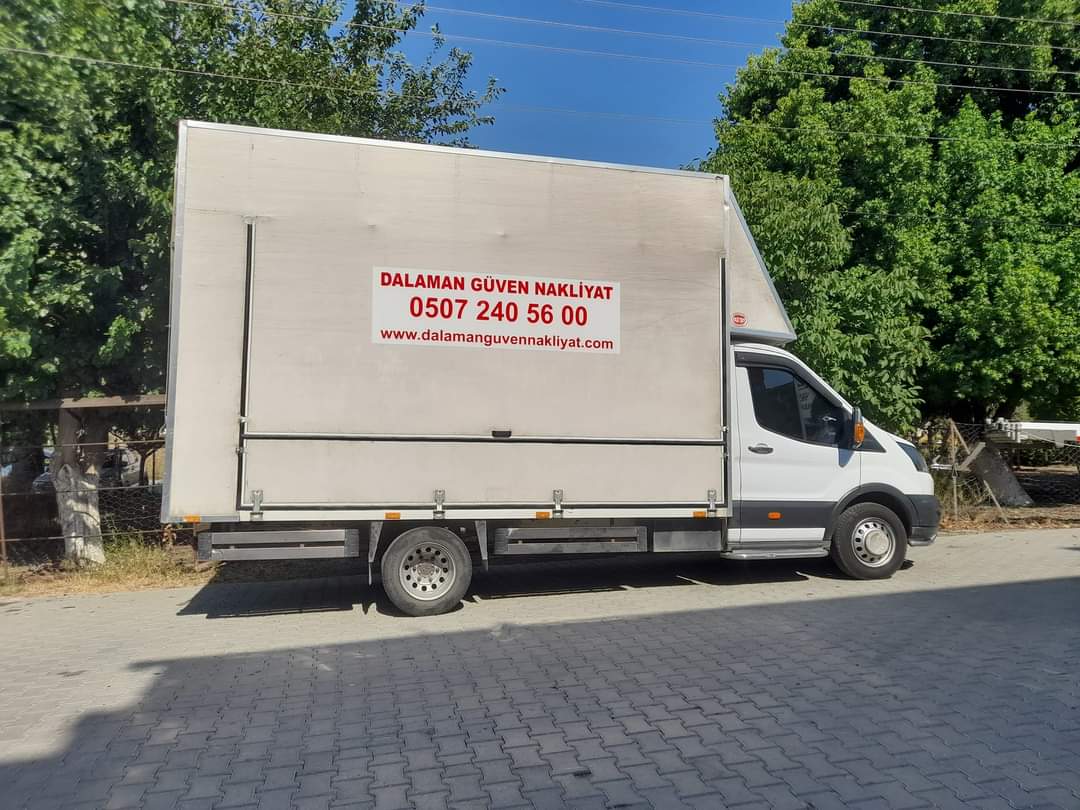 DALAMAN GÜVEN NAKLİYAT
0507 240 56 00
www.dalamanguvennakliyat.com